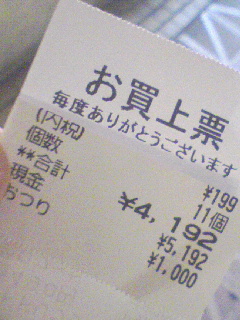 お買上票
毎度ありがとうございます
(内税) ¥199
個数 11個
**合計 ¥4,192
現金 ¥5,192
おつり ¥1,000